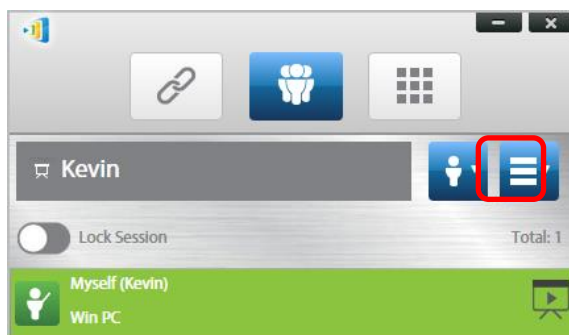 Kevin
Lock Session
Total: 1
Myself (Kevin)
Win PC